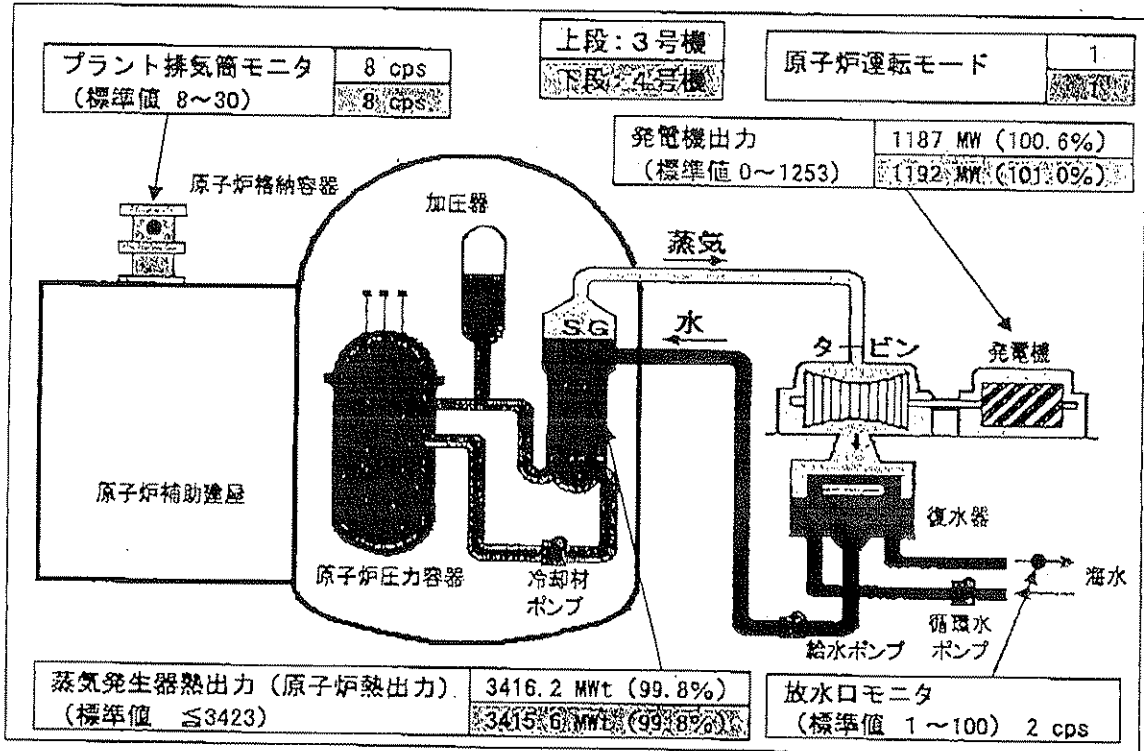 プラント排気筒モニタ
(標準値 8～30)
8 cps
8 cps
上段：３号機
下段：４号機
原子炉運転モード
1
1
発電機出力
(標準値 0～1253)
1187 MW (100.6%)
1192 MW (101.0%)
原子炉格納容器
加圧器
蒸気
SG
水
タービン
発電機
原子炉補助建屋
原子炉圧力容器
冷却材
ポンプ
復水器
海水
給水ポンプ
循環水
ポンプ
蒸気発生器熱出力 (原子炉熱出力)
(標準値 ≦3423)
3416.2 MWt (99.8%)
3415.6 MWt (99.8%)
放水口モニタ
(標準値 1～100) 2 cps